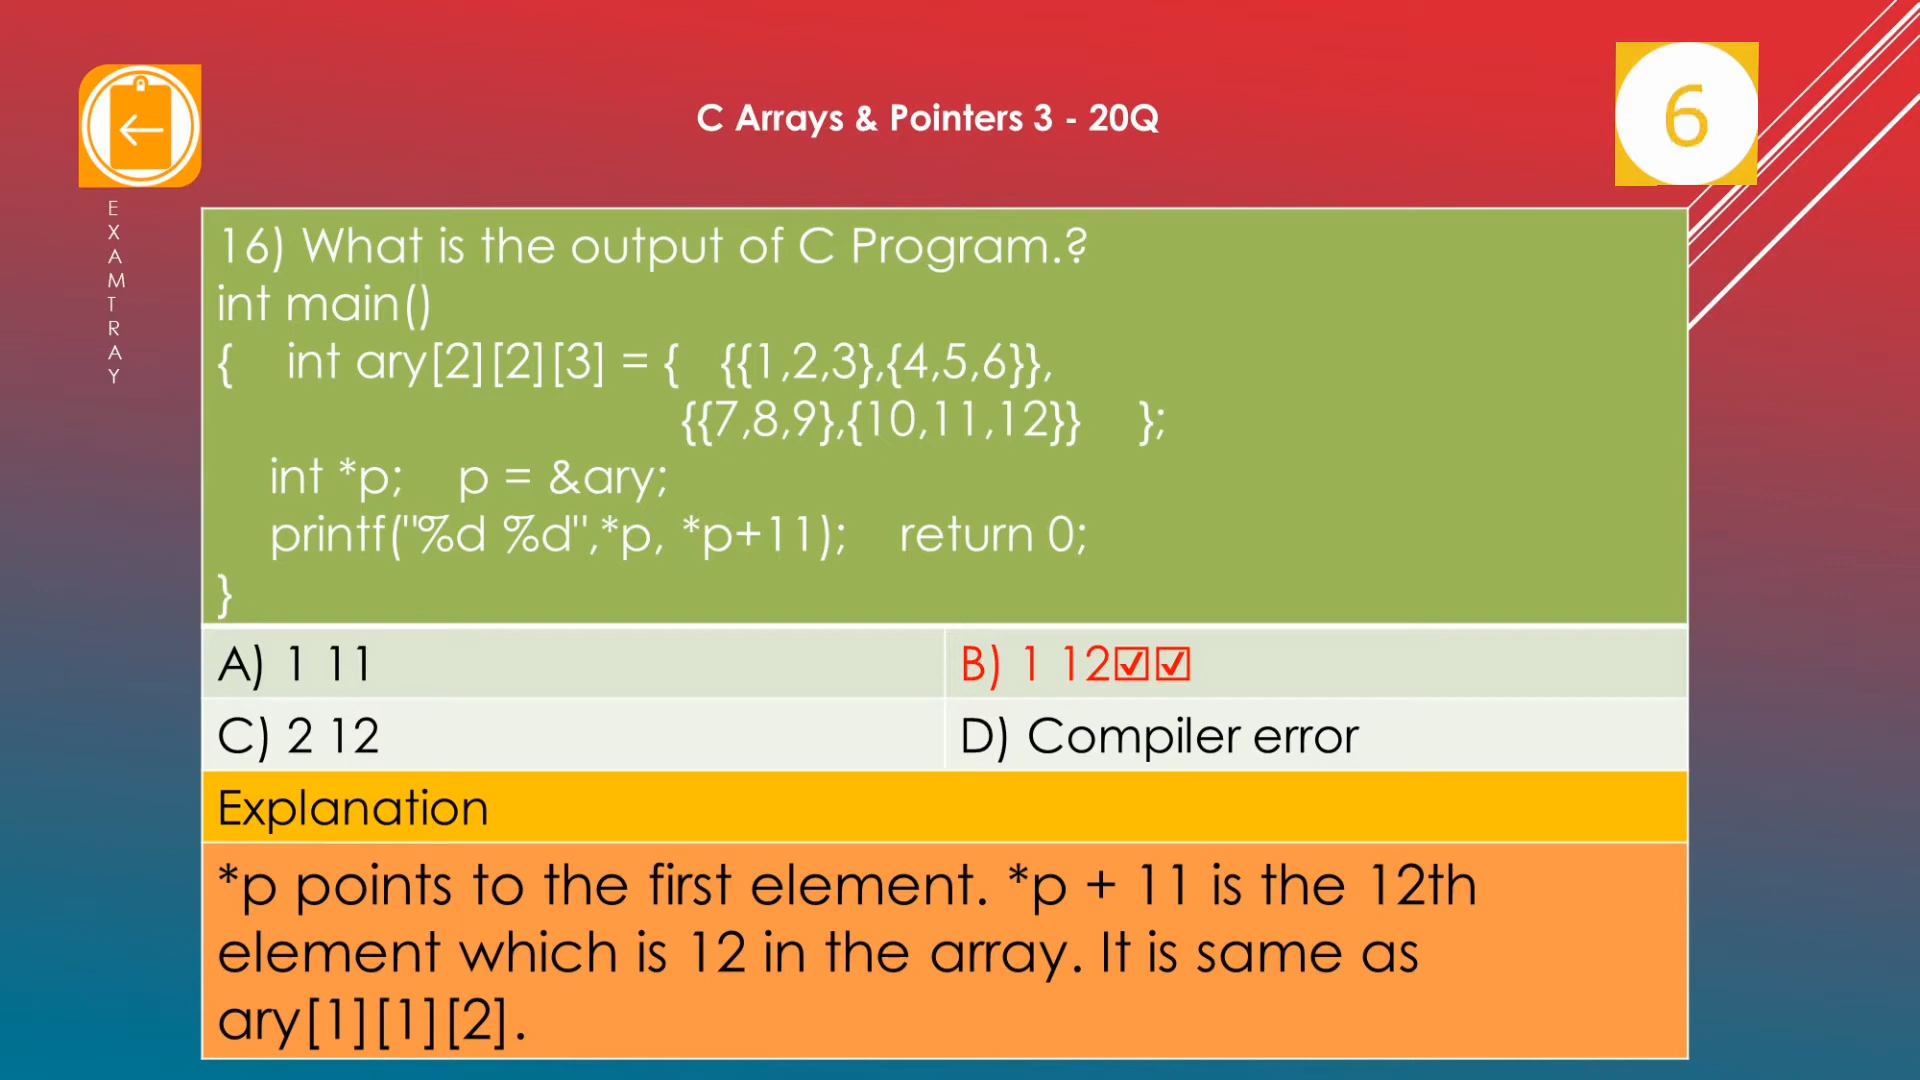 C Arrays & Pointers 3 - 20Q
6
E
X
A
M
T
R
A
Y
16) What is the output of C Program.?
int main()
{ int ary[2][2][3] = { {{1,2,3},{4,5,6}},
{{7,8,9},{10,11,12}} };
int *p; p = &ary;
printf("%d %d",*p, *p+11); return 0;
}
A) 1 11
B) 1 12☑☑
C) 2 12
D) Compiler error
Explanation
*p points to the first element. *p + 11 is the 12th
element which is 12 in the array. It is same as
ary[1][1][2].